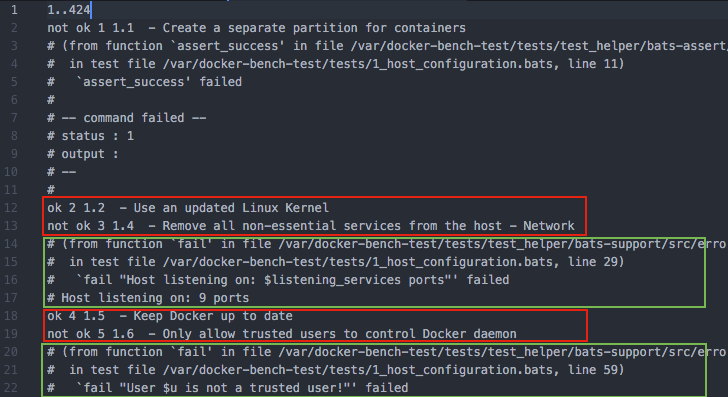 1 1..424
2 not ok 1 1.1  - Create a separate partition for containers
3 # (from function `assert_success' in file /var/docker-bench-test/tests/test_helper/bats-assert/
4 #  in test file /var/docker-bench-test/tests/1_host_configuration.bats, line 11)
5 #   `assert_success' failed
6 #
7 # -- command failed --
8 # status : 1
9 # output :
10 # --
11 #
12 ok 2 1.2  - Use an updated Linux Kernel
13 not ok 3 1.4  - Remove all non-essential services from the host - Network
14 # (from function `fail' in file /var/docker-bench-test/tests/test_helper/bats-support/src/erro
15 #  in test file /var/docker-bench-test/tests/1_host_configuration.bats, line 29)
16 #   `fail "Host listening on: $listening_services ports"' failed
17 # Host listening on: 9 ports
18 ok 4 1.5  - Keep Docker up to date
19 not ok 5 1.6  - Only allow trusted users to control Docker daemon
20 # (from function `fail' in file /var/docker-bench-test/tests/test_helper/bats-support/src/erro
21 #  in test file /var/docker-bench-test/tests/1_host_configuration.bats, line 59)
22 #   `fail "User $u is not a trusted user!"' failed